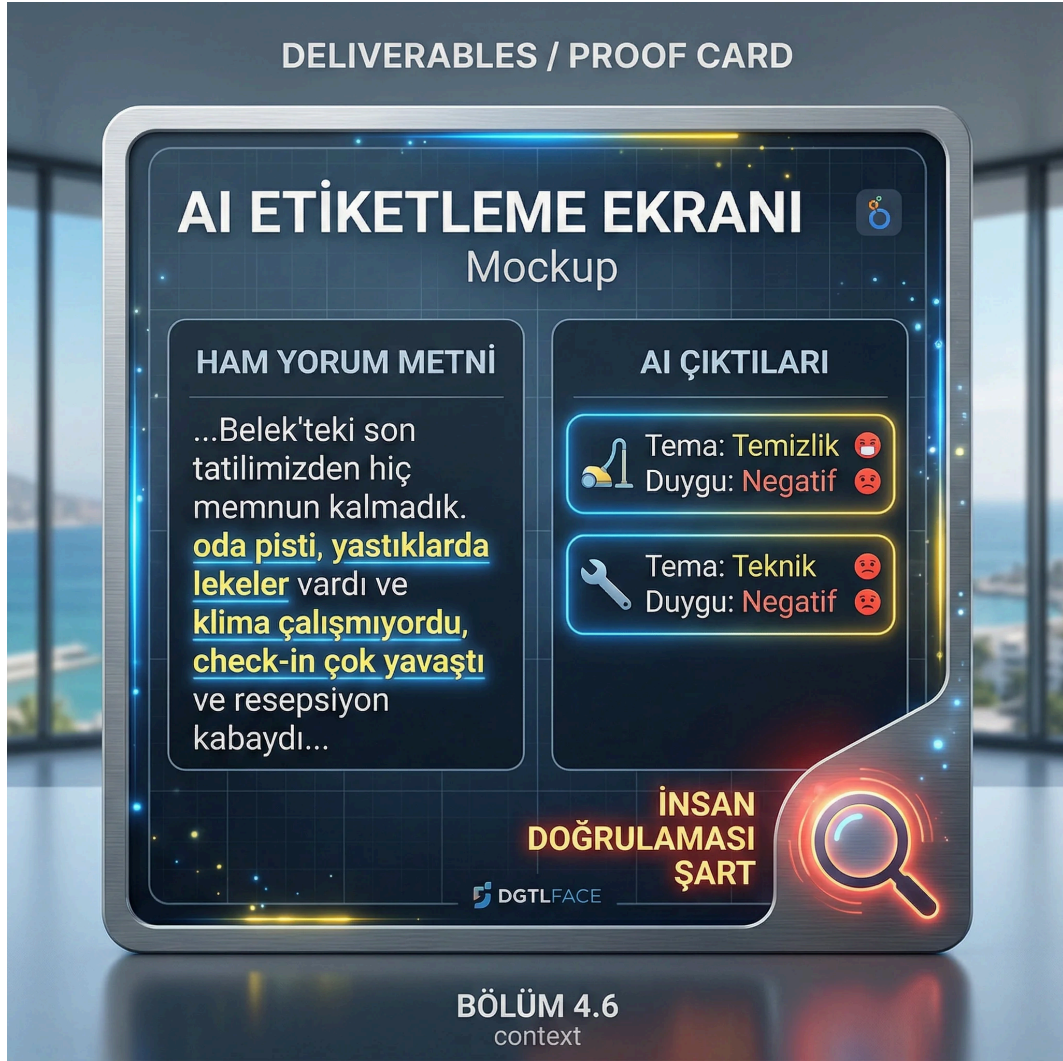 DELIVERABLES / PROOF CARD
AI ETİKETLEME EKRANI
Mockup
HAM YORUM METNİ
...Belek'teki son
tatilimizden hiç
memnun kalmadık.
oda pisti, yastıklarda
lekeler vardı ve
klima çalışmıyordu,
check-in çok yavaştı
ve resepsiyon
kabaydı...
AI ÇIKTILARI
Tema: Temizlik
Duygu: Negatif
Tema: Teknik
Duygu: Negatif
İNSAN
DOĞRULAMASI
ŞART
DGTLFACE
BÖLÜM 4.6
context